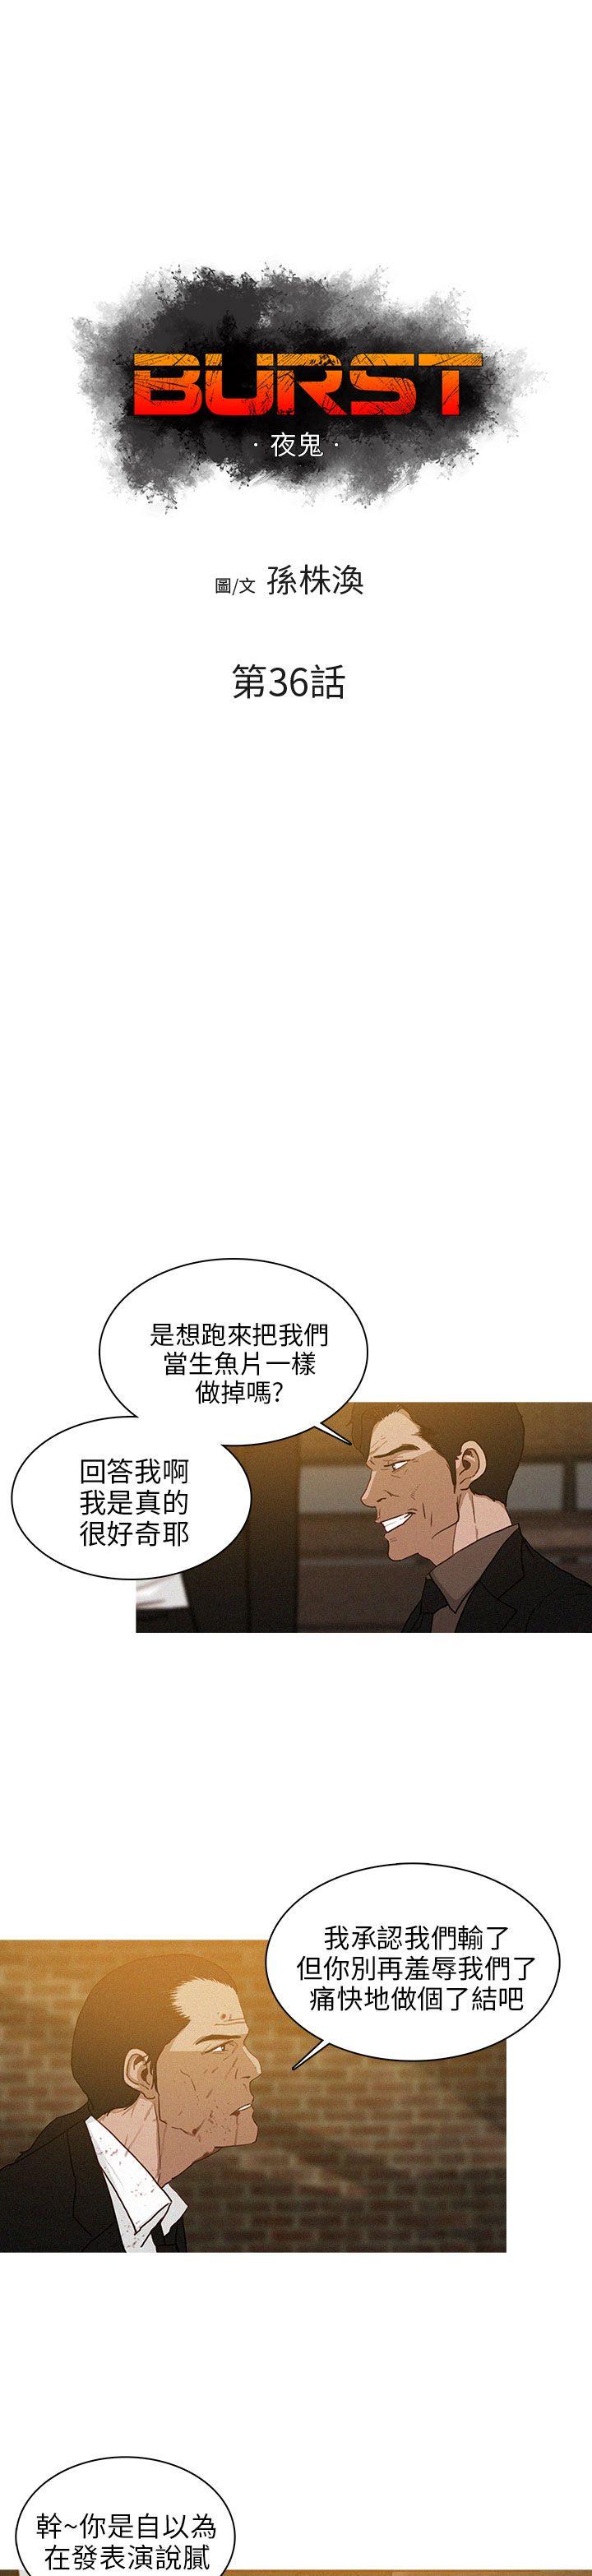 BURST
·夜鬼·
圖/文 孫株渙
第36話
是想跑來把我們
當生魚片一樣
做掉嗎?
回答我啊
我是真的
很好奇耶
我承認我們輸了
但你別再羞辱我們了
痛快地做個了結吧
幹~你是自以為
在發表演說膩